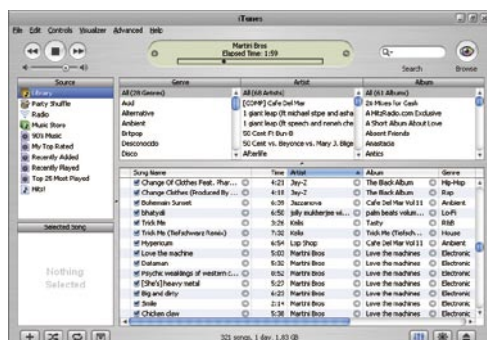 iTunes
File Edit Controls Visualizer Advanced Help
Martini Bros
Elapsed Time: 1:59
Search
Browse
Source
Library
Party Shuffle
Radio
Music Store
90's Music
My Top Rated
Recently Added
Recently Played
Top 25 Most Played
Hits!
Selected Song
Nothing
Selected
Genre Artist Album
All (28 Genres) All (68 Artists) All (61 Albums)
Acid [COMP] Cafe Del Mar 26 Mixes for Cash
Alternative 1 giant leap (ft michael stipe and asha A HitzRadio.com Exclusive
Ambient 1 giant leap (ft speech and neneh che A Short Album About Love
Britpop 50 Cent Ft Bun-B Absent Friends
Desconocido 50 Cent vs. Beyonce vs. Mary J. Blige Anastacia
Disco Afterlife Antics
Song Name Time Artist Album Genre
Change Of Clothes Feat. Phar... 4:21 Jay-Z The Black Album Hip-Hop
Change Clothes (Produced By ... 4:18 Jay-Z The Black Album Rap
Bohemian Sunset 6:39 Jazzanova Cafe Del Mar Vol 11 Ambient
bhatyali 6:50 jolly mukherjee wi... palm beats volum... Lo-Fi
Trick Me 3:26 Kelis Tasty R&B
Trick Me (Tiefschwarz Remix) 7:32 Kelis Trick Me (Tiefsch... House
Hypericum 6:54 Lap Shop Cafe Del Mar Vol 11 Ambient
Love the machine 5:03 Martini Bros Love the machines Electronic
Dataman 5:32 Martini Bros Love the machines Electronic
Psychic weaklings of western c... 0:52 Martini Bros Love the machines Electronic
[She's] heavy metal 5:27 Martini Bros Love the machines Electronic
Big and dirty 6:23 Martini Bros Love the machines Electronic
Smile 2:14 Martini Bros Love the machines Electronic
Chicken claw 5:38 Martini Bros Love the machines Electronic
321 songs, 1 day, 1.83 GB